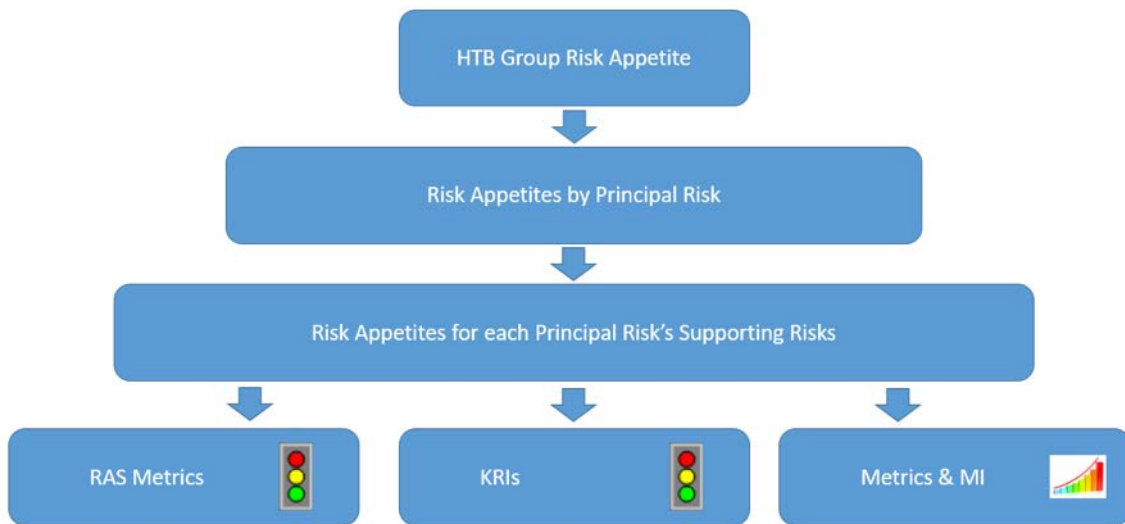 HTB Group Risk Appetite
Risk Appetites by Principal Risk
Risk Appetites for each Principal Risk’s Supporting Risks
RAS Metrics
KRIs
Metrics & MI